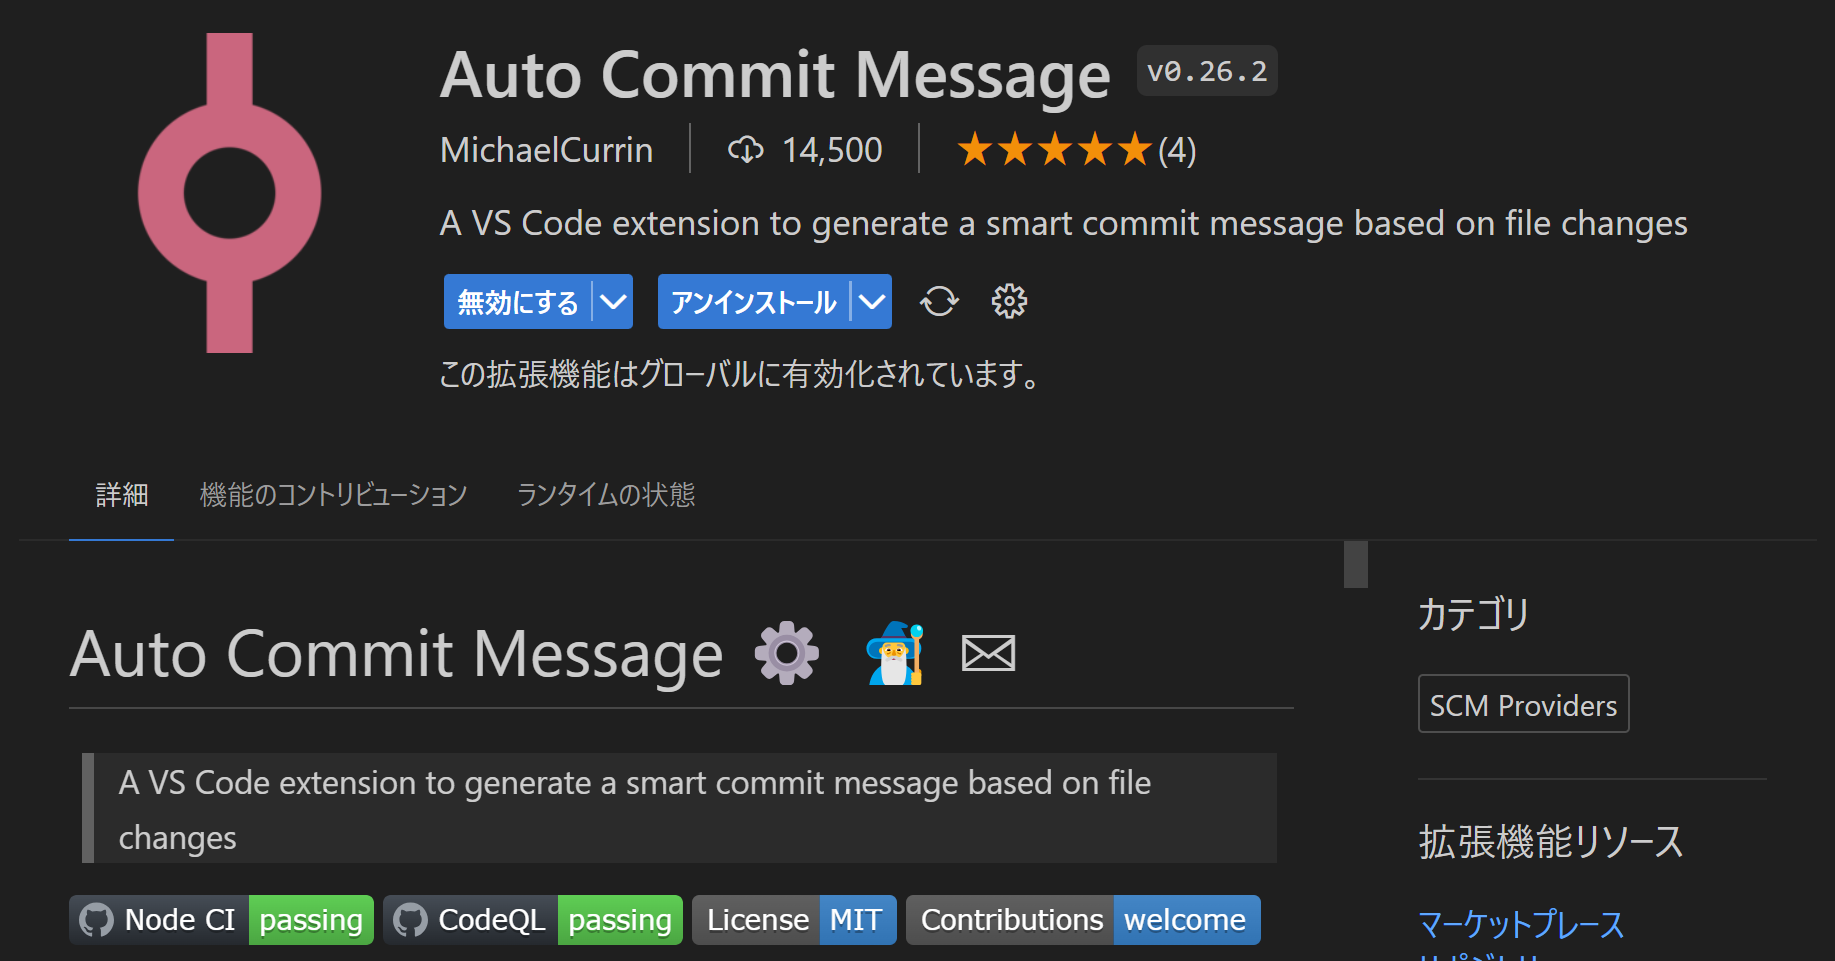 Auto Commit Message v0.26.2
MichaelCurrin 14,500 (4)
A VS Code extension to generate a smart commit message based on file changes
無効にする アンインストール
この拡張機能はグローバルに有効化されています。
詳細 機能のコントリビューション ランタイムの状態
Auto Commit Message
A VS Code extension to generate a smart commit message based on file
changes
Node CI passing CodeQL passing License MIT Contributions welcome
カテゴリ
SCM Providers
拡張機能リソース
マーケットプレース